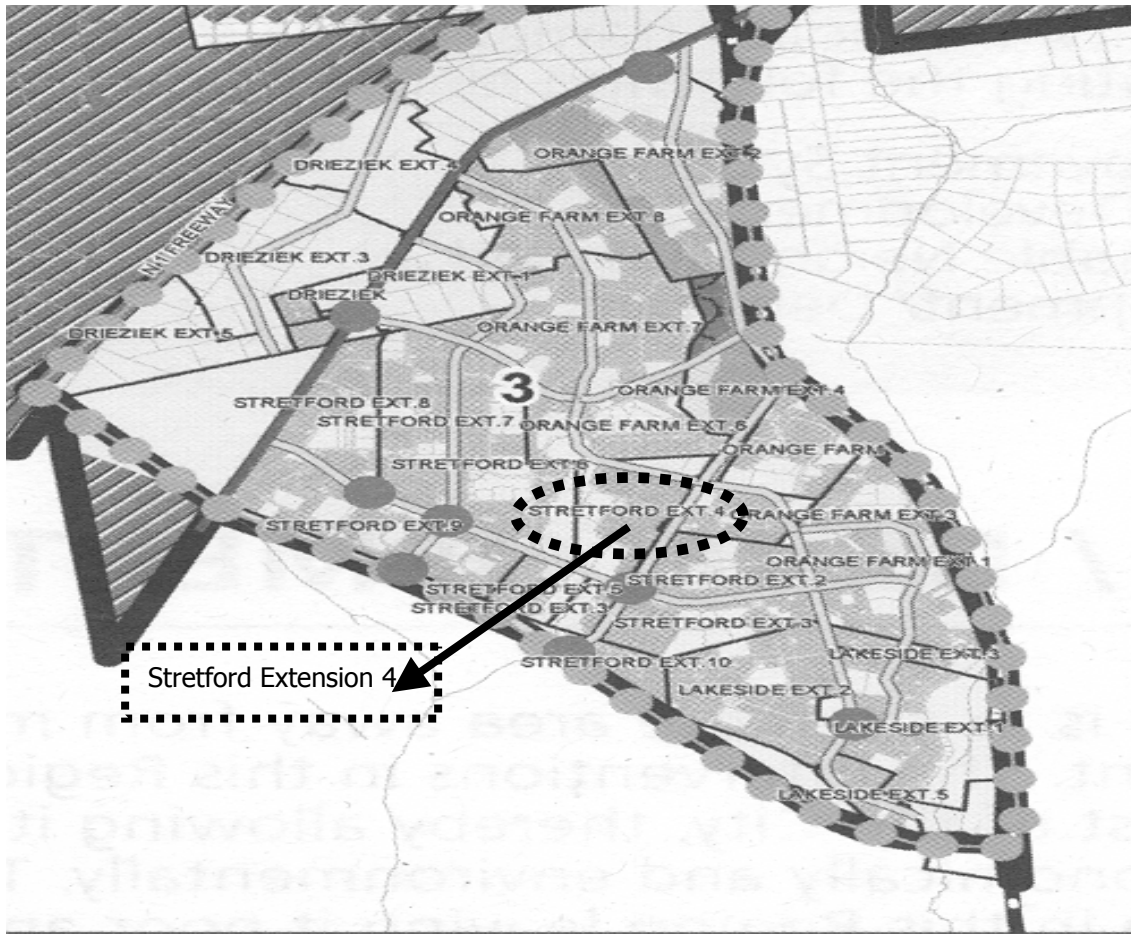 ORANGE FARM EXT.2
DRIEZIEK EXT.4
ORANGE FARM EXT.8
N1 FREEWAY
DRIEZIEK EXT.3
DRIEZIEK EXT.1
DRIEZIEK
DRIEZIEK EXT.5
ORANGE FARM EXT.7
3
ORANGE FARM EXT.4
STRETFORD EXT.8
STRETFORD EXT.7
ORANGE FARM EXT.6
ORANGE FARM
STRETFORD EXT.6
STRETFORD EXT.4
ORANGE FARM EXT.3
STRETFORD EXT.9
ORANGE FARM EXT.1
STRETFORD EXT.2
STRETFORD EXT.5
STRETFORD EXT.3
STRETFORD EXT.3
LAKESIDE EXT.3
STRETFORD EXT.10
Stretford Extension 4
LAKESIDE EXT.2
LAKESIDE EXT.1
LAKESIDE EXT.5